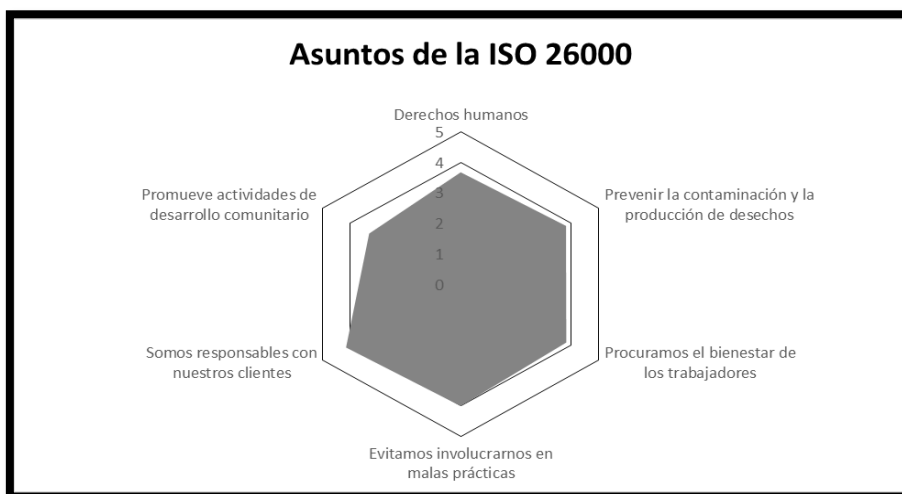 Asuntos de la ISO 26000
Derechos humanos
5
4
3
2
1
0
Prevenir la contaminación y la
producción de desechos
Procuramos el bienestar de
los trabajadores
Evitamos involucrarnos en
malas prácticas
Somos responsables con
nuestros clientes
Promueve actividades de
desarrollo comunitario